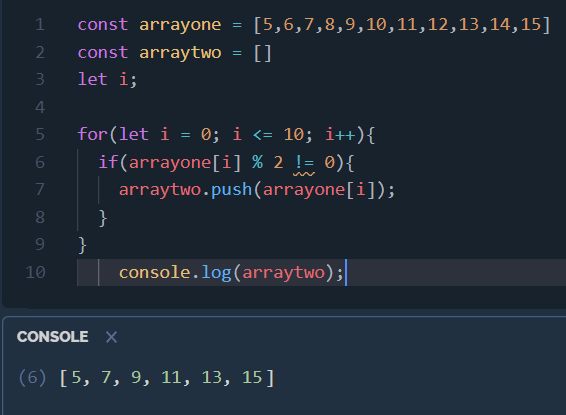 1 const arrayone = [5,6,7,8,9,10,11,12,13,14,15]
2 const arraytwo = []
3 let i;
4
5 for(let i = 0; i <= 10; i++){
6 if(arrayone[i] % 2 != 0){
7 arraytwo.push(arrayone[i]);
8 }
9 }
10 console.log(arraytwo);
CONSOLE ×
(6) [5, 7, 9, 11, 13, 15]